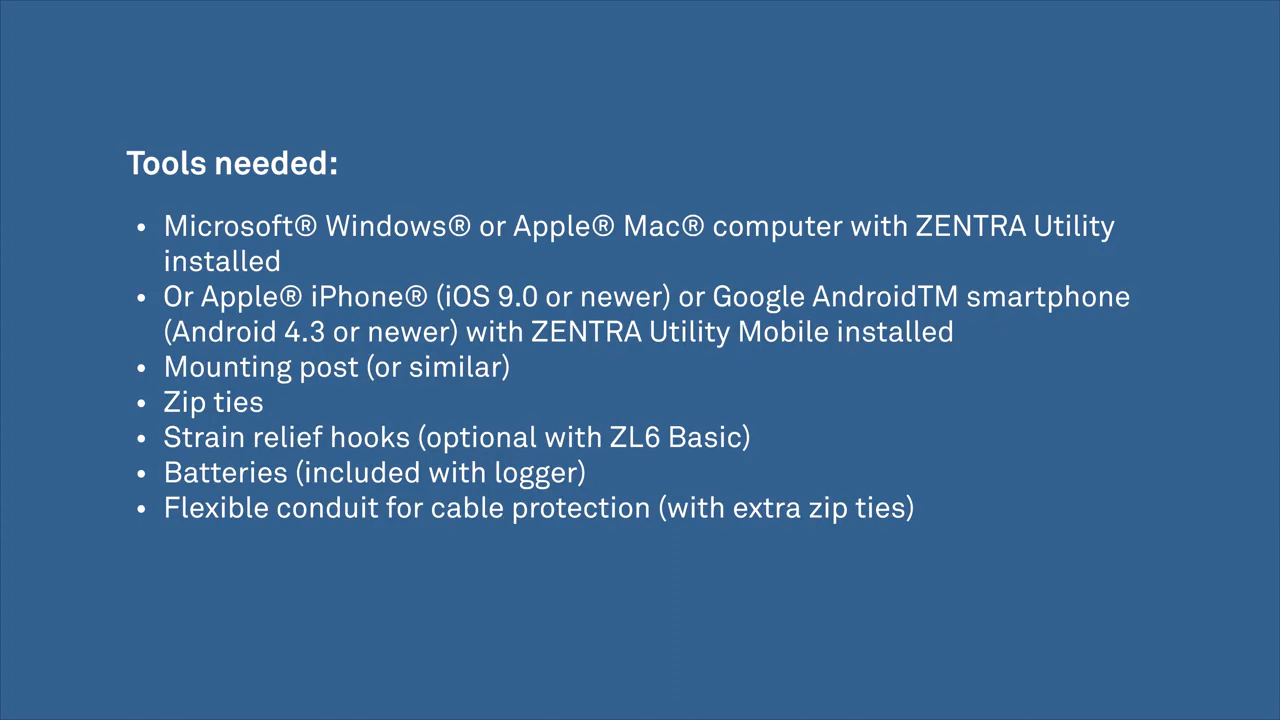 Tools needed:
• Microsoft® Windows® or Apple® Mac® computer with ZENTRA Utility
installed
• Or Apple® iPhone® (iOS 9.0 or newer) or Google AndroidTM smartphone
(Android 4.3 or newer) with ZENTRA Utility Mobile installed
• Mounting post (or similar)
• Zip ties
• Strain relief hooks (optional with ZL6 Basic)
• Batteries (included with logger)
• Flexible conduit for cable protection (with extra zip ties)